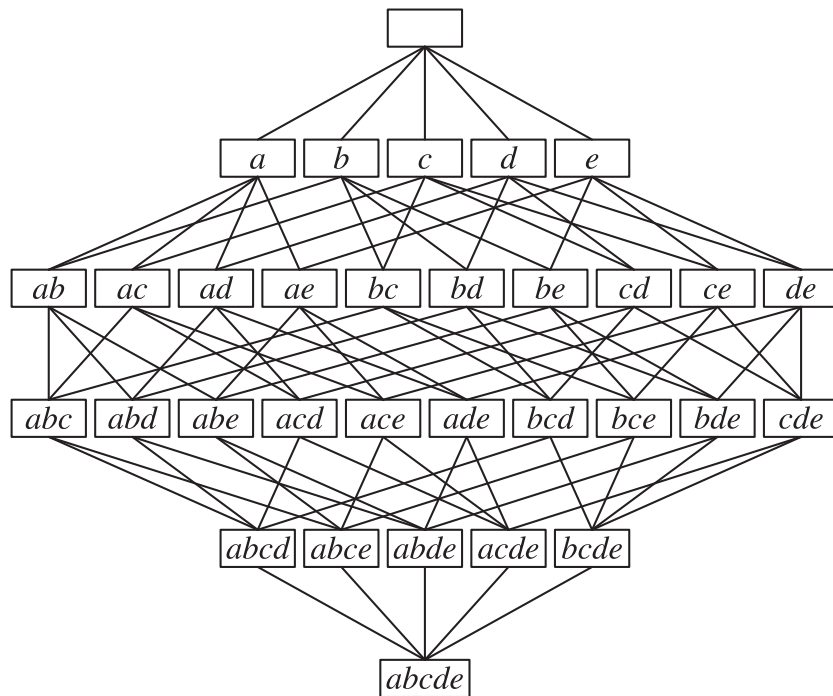 a b c d e
ab ac ad ae bc bd be cd ce de
abc abd abe acd ace ade bcd bce bde cde
abcd abce abde acde bcde
abcde